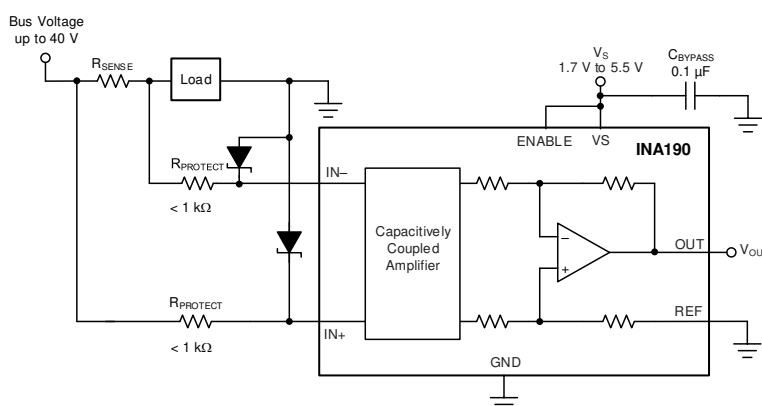 Bus Voltage
up to 40 V
RSENSE
Load
VS
1.7 V to 5.5 V
CBYPASS
0.1 µF
ENABLE
VS
INA190
RPROTECT
< 1 kΩ
IN–
Capacitively
Coupled
Amplifier
–
+
OUT
VOU
RPROTECT
< 1 kΩ
IN+
REF
GND